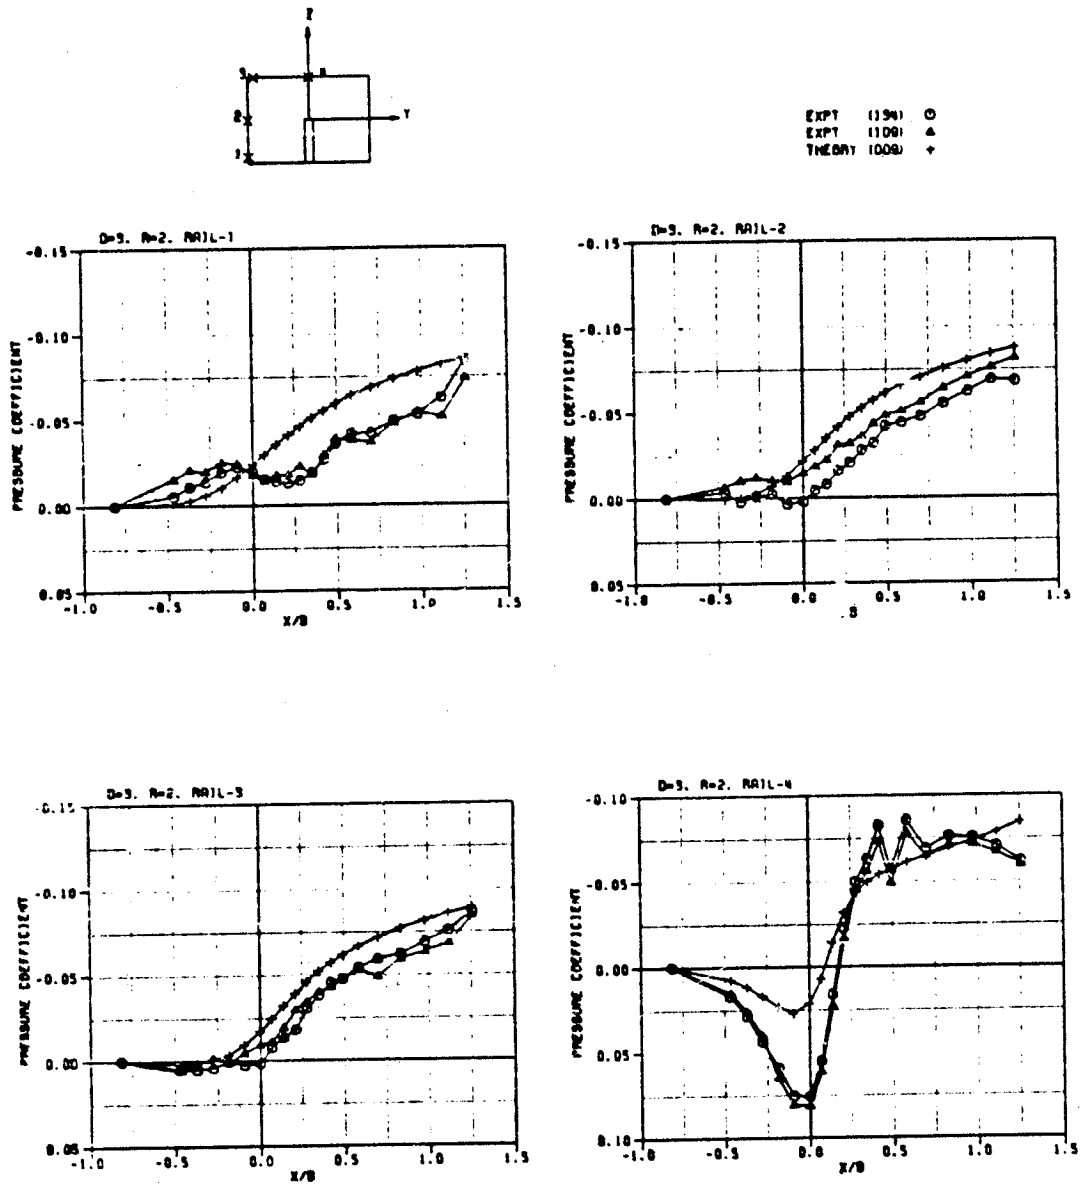 Z
3
2
Y
1
EXPT (134)
EXPT (109)
THEORY (009)
D=3. R=2. RAIL-1
-0.15
-0.10
-0.05
0.00
0.05
PRESSURE COEFFICIENT
-1.0 -0.5 0.0 0.5 1.0 1.5
X/B
D=3. R=2. RAIL-2
-0.15
-0.10
-0.05
0.00
0.05
PRESSURE COEFFICIENT
-1.0 -0.5 0.0 0.5 1.0 1.5
D=3. R=2. RAIL-3
-0.15
-0.10
-0.05
0.00
0.05
PRESSURE COEFFICIENT
-1.0 -0.5 0.0 0.5 1.0 1.5
X/B
D=3. R=2. RAIL-4
-0.10
-0.05
0.00
0.05
0.10
PRESSURE COEFFICIENT
-1.0 -0.5 0.0 0.5 1.0 1.5
X/B